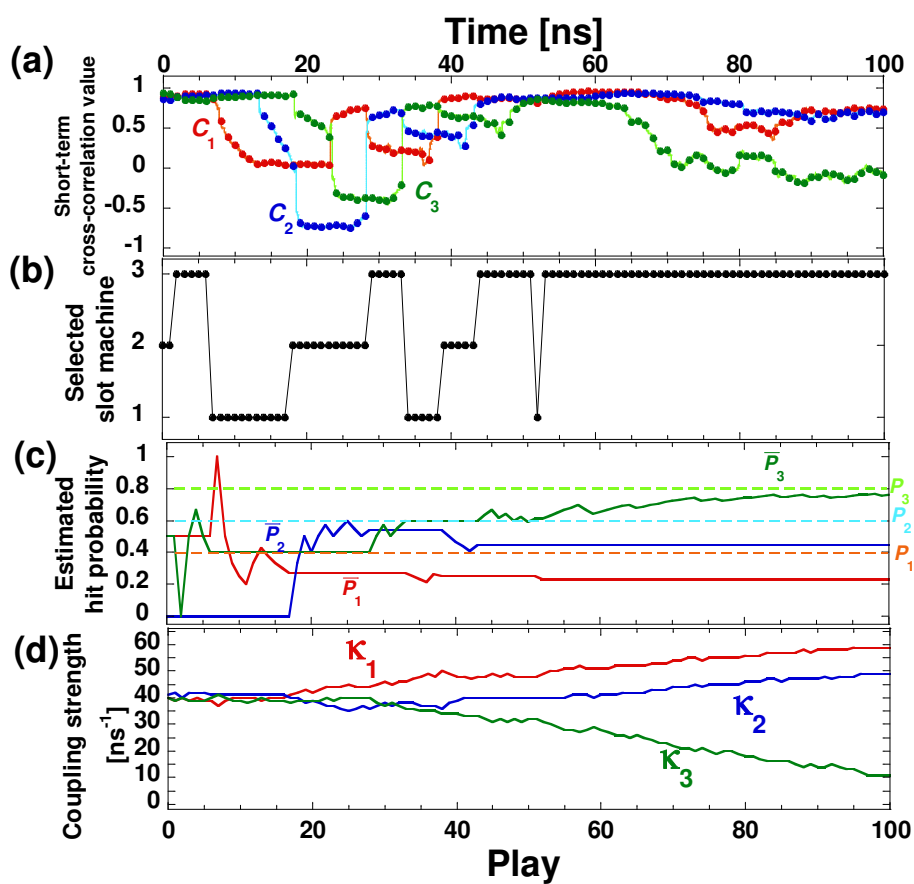 Time [ns]
(a)
0 20 40 60 80 100
Short-term
cross-correlation value
1
0.5
0
-0.5
-1
C1
C2
C3
(b)
Selected
slot machine
3
2
1
(c)
Estimated
hit probability
1
0.8
0.6
0.4
0.2
0
P̅3
P̅2
P̅1
P3
P2
P1
(d)
Coupling strength
[ns-1]
60
50
40
30
20
10
0
κ1
κ2
κ3
0 20 40 60 80 100
Play